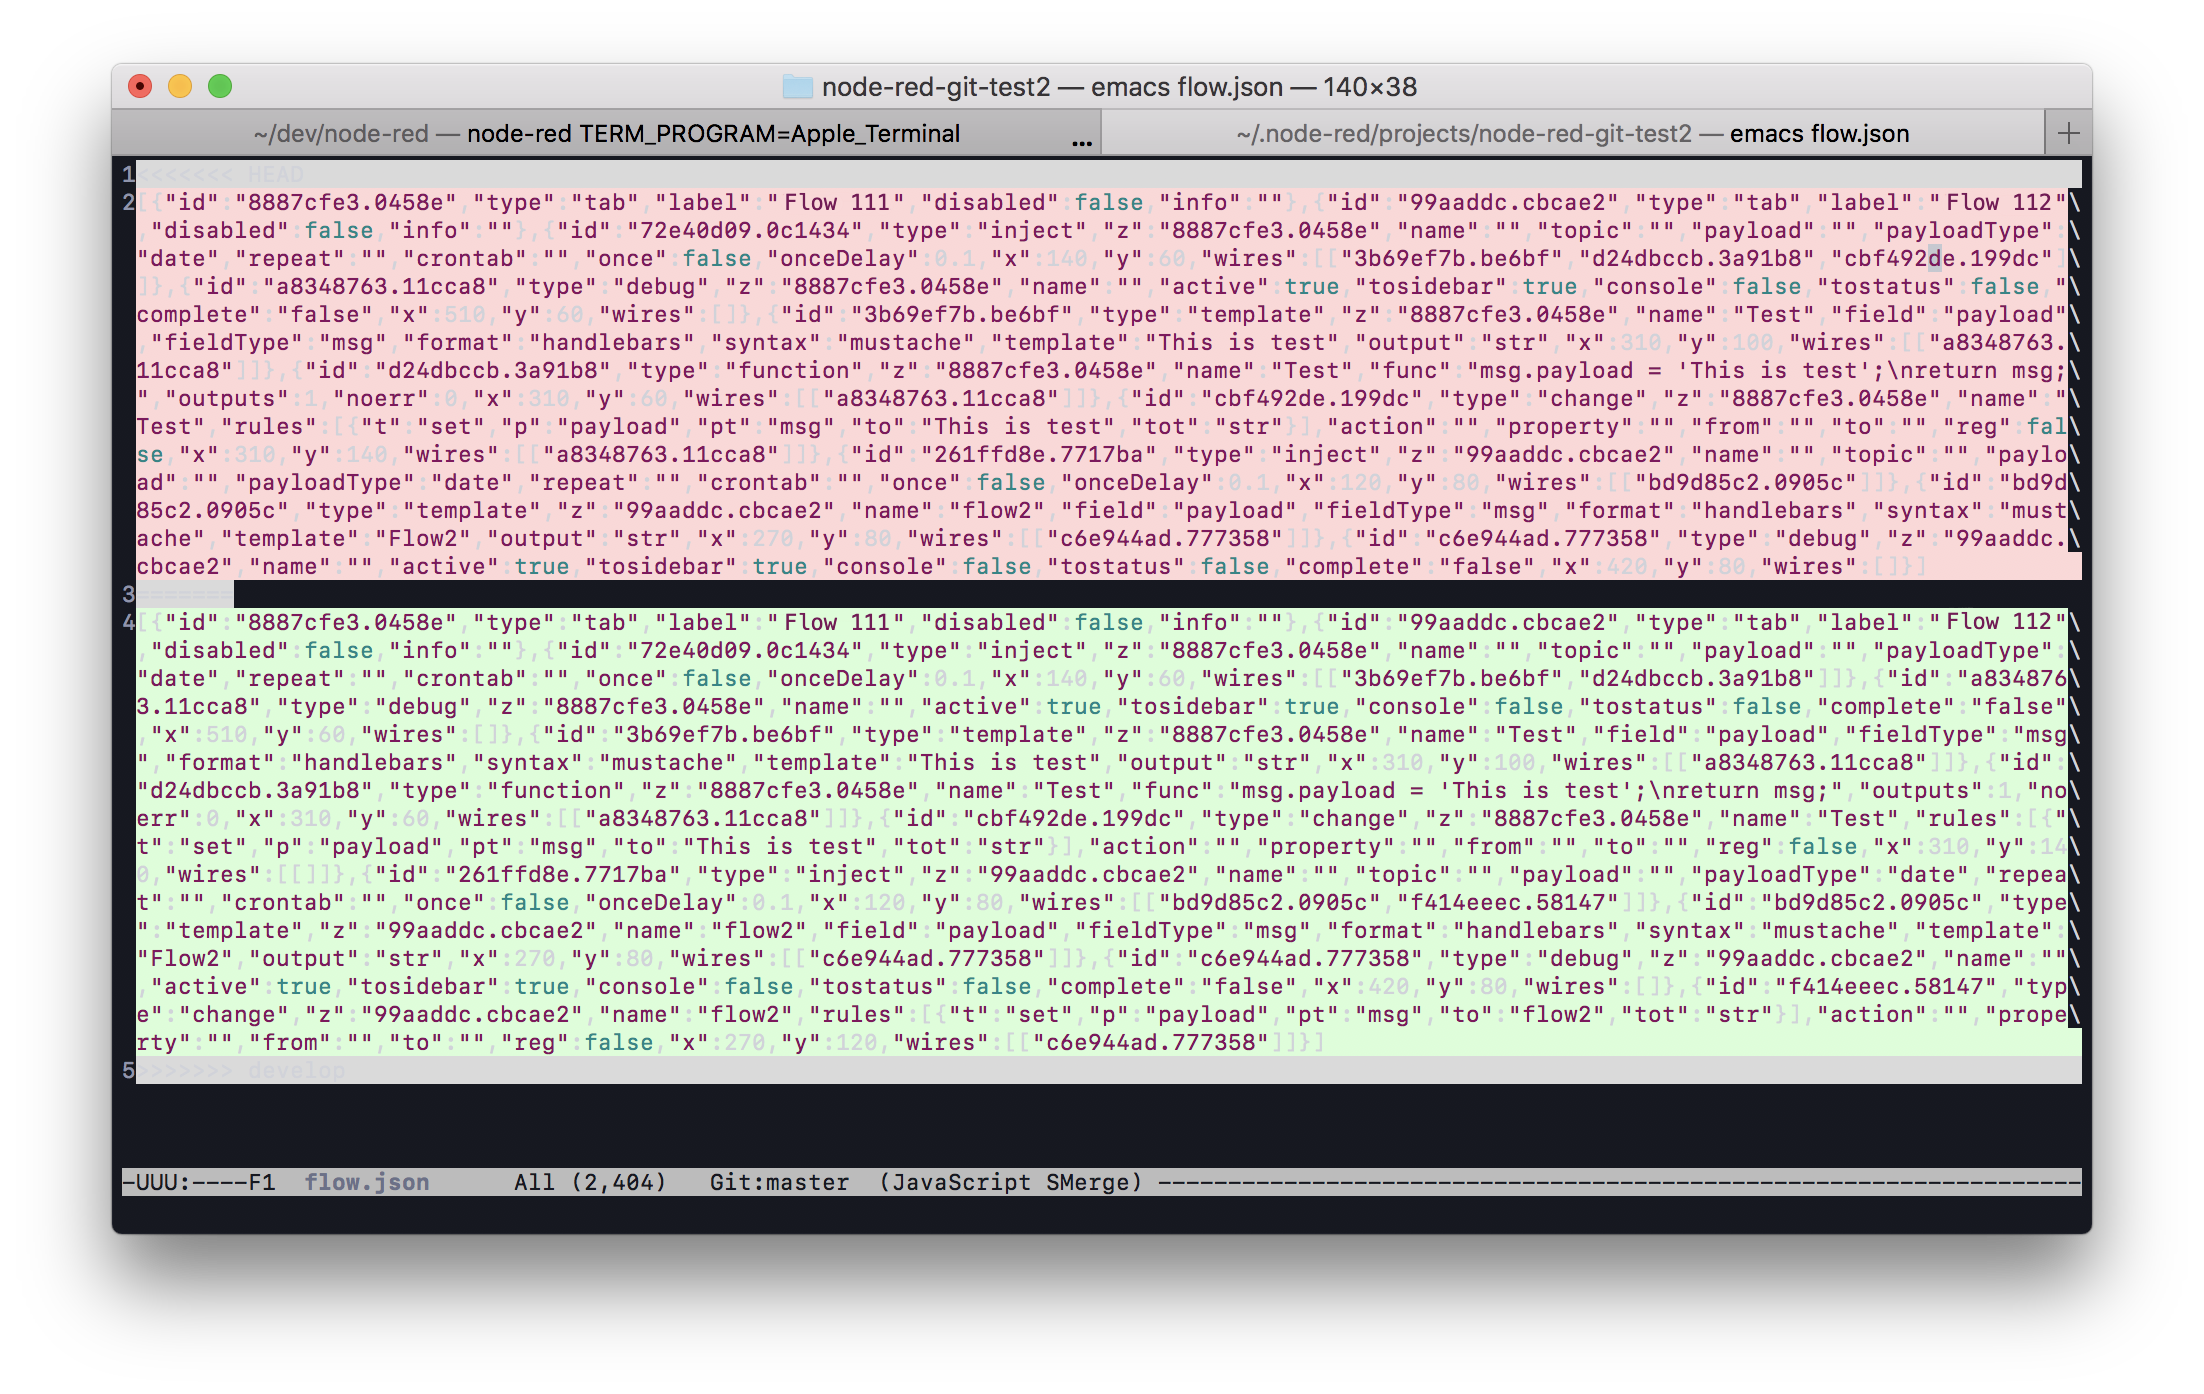 node-red-git-test2 — emacs flow.json — 140×38
~/dev/node-red — node-red TERM_PROGRAM=Apple_Terminal ...
~/.node-red/projects/node-red-git-test2 — emacs flow.json +
1<<<<<<< HEAD
2[{"id":"8887cfe3.0458e","type":"tab","label":"Flow 111","disabled":false,"info":""},{"id":"99aaddc.cbcae2","type":"tab","label":"Flow 112"\
,"disabled":false,"info":""},{"id":"72e40d09.0c1434","type":"inject","z":"8887cfe3.0458e","name":"","topic":"","payload":"","payloadType":\
"date","repeat":"","crontab":"","once":false,"onceDelay":0.1,"x":140,"y":60,"wires":[["3b69ef7b.be6bf","d24dbccb.3a91b8","cbf492de.199dc"]\
]},{"id":"a8348763.11cca8","type":"debug","z":"8887cfe3.0458e","name":"","active":true,"tosidebar":true,"console":false,"tostatus":false,"\
complete":"false","x":510,"y":60,"wires":[]},{"id":"3b69ef7b.be6bf","type":"template","z":"8887cfe3.0458e","name":"Test","field":"payload"\
,"fieldType":"msg","format":"handlebars","syntax":"mustache","template":"This is test","output":"str","x":310,"y":100,"wires":[["a8348763.\
11cca8"]]},{"id":"d24dbccb.3a91b8","type":"function","z":"8887cfe3.0458e","name":"Test","func":"msg.payload = 'This is test';\nreturn msg;\
","outputs":1,"noerr":0,"x":310,"y":60,"wires":[["a8348763.11cca8"]]},{"id":"cbf492de.199dc","type":"change","z":"8887cfe3.0458e","name":"\
Test","rules":[{"t":"set","p":"payload","pt":"msg","to":"This is test","tot":"str"}],"action":"","property":"","from":"","to":"","reg":fal\
se,"x":310,"y":140,"wires":[["a8348763.11cca8"]]},{"id":"261ffd8e.7717ba","type":"inject","z":"99aaddc.cbcae2","name":"","topic":"","paylo\
ad":"","payloadType":"date","repeat":"","crontab":"","once":false,"onceDelay":0.1,"x":120,"y":80,"wires":[["bd9d85c2.0905c"]]},{"id":"bd9d\
85c2.0905c","type":"template","z":"99aaddc.cbcae2","name":"flow2","field":"payload","fieldType":"msg","format":"handlebars","syntax":"must\
ache","template":"Flow2","output":"str","x":270,"y":80,"wires":[["c6e944ad.777358"]]},{"id":"c6e944ad.777358","type":"debug","z":"99aaddc.\
cbcae2","name":"","active":true,"tosidebar":true,"console":false,"tostatus":false,"complete":"false","x":420,"y":80,"wires":[]}]
3=======
4[{"id":"8887cfe3.0458e","type":"tab","label":"Flow 111","disabled":false,"info":""},{"id":"99aaddc.cbcae2","type":"tab","label":"Flow 112"\
,"disabled":false,"info":""},{"id":"72e40d09.0c1434","type":"inject","z":"8887cfe3.0458e","name":"","topic":"","payload":"","payloadType":\
"date","repeat":"","crontab":"","once":false,"onceDelay":0.1,"x":140,"y":60,"wires":[["3b69ef7b.be6bf","d24dbccb.3a91b8"]]},{"id":"a834876\
3.11cca8","type":"debug","z":"8887cfe3.0458e","name":"","active":true,"tosidebar":true,"console":false,"tostatus":false,"complete":"false"\
,"x":510,"y":60,"wires":[]},{"id":"3b69ef7b.be6bf","type":"template","z":"8887cfe3.0458e","name":"Test","field":"payload","fieldType":"msg\
","format":"handlebars","syntax":"mustache","template":"This is test","output":"str","x":310,"y":100,"wires":[["a8348763.11cca8"]]},{"id":\
"d24dbccb.3a91b8","type":"function","z":"8887cfe3.0458e","name":"Test","func":"msg.payload = 'This is test';\nreturn msg;","outputs":1,"no\
err":0,"x":310,"y":60,"wires":[["a8348763.11cca8"]]},{"id":"cbf492de.199dc","type":"change","z":"8887cfe3.0458e","name":"Test","rules":[{"\
t":"set","p":"payload","pt":"msg","to":"This is test","tot":"str"}],"action":"","property":"","from":"","to":"","reg":false,"x":310,"y":14\
0,"wires":[[]]},{"id":"261ffd8e.7717ba","type":"inject","z":"99aaddc.cbcae2","name":"","topic":"","payload":"","payloadType":"date","repea\
t":"","crontab":"","once":false,"onceDelay":0.1,"x":120,"y":80,"wires":[["bd9d85c2.0905c","f414eeec.58147"]]},{"id":"bd9d85c2.0905c","type\
":"template","z":"99aaddc.cbcae2","name":"flow2","field":"payload","fieldType":"msg","format":"handlebars","syntax":"mustache","template":\
"Flow2","output":"str","x":270,"y":80,"wires":[["c6e944ad.777358"]]},{"id":"c6e944ad.777358","type":"debug","z":"99aaddc.cbcae2","name":""\
,"active":true,"tosidebar":true,"console":false,"tostatus":false,"complete":"false","x":420,"y":80,"wires":[]},{"id":"f414eeec.58147","typ\
e":"change","z":"99aaddc.cbcae2","name":"flow2","rules":[{"t":"set","p":"payload","pt":"msg","to":"flow2","tot":"str"}],"action":"","prope\
rty":"","from":"","to":"","reg":false,"x":270,"y":120,"wires":[["c6e944ad.777358"]]}]
5>>>>>>> develop
-UUU:----F1  flow.json      All (2,404)   Git:master  (JavaScript SMerge) ------------------------------------------------------------------